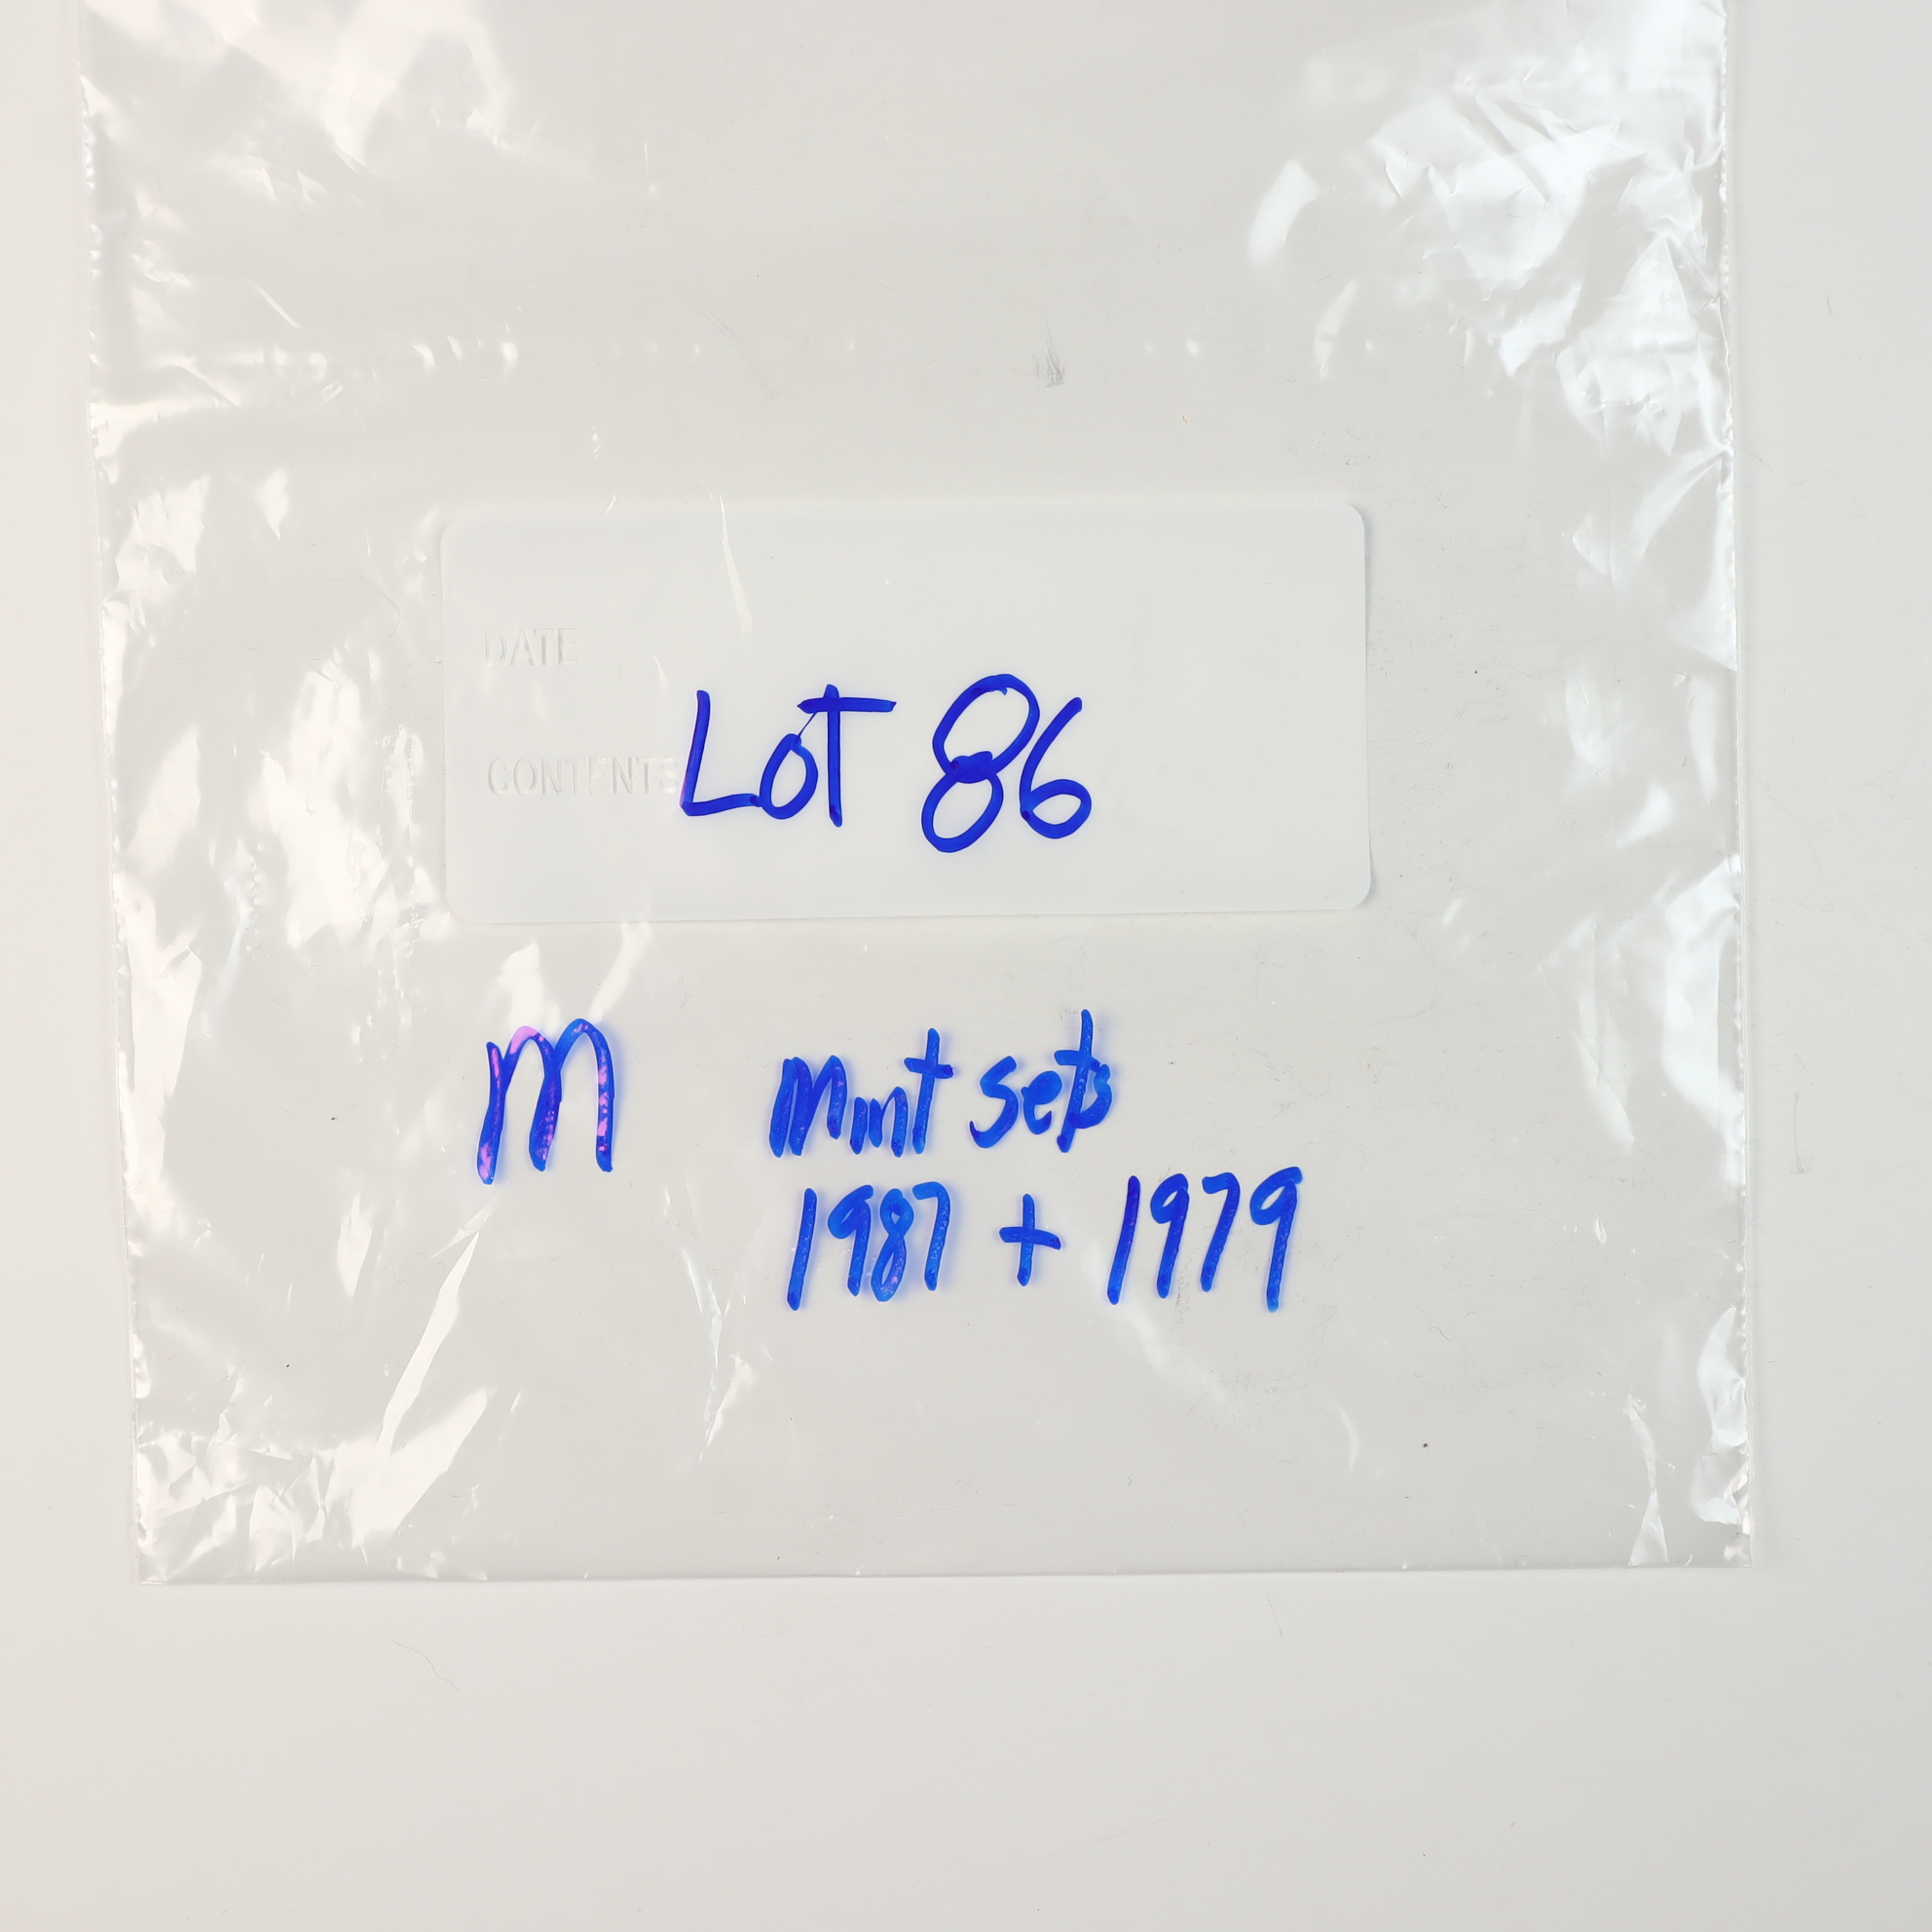 DATE
CONTENTS
LOT 86
M
Mint sets
1987 + 1979